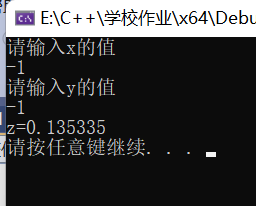 E:\C++\学校作业\x64\Debu
请输入x的值
-1
请输入y的值
-1
z=0.135335
请按任意键继续. . .